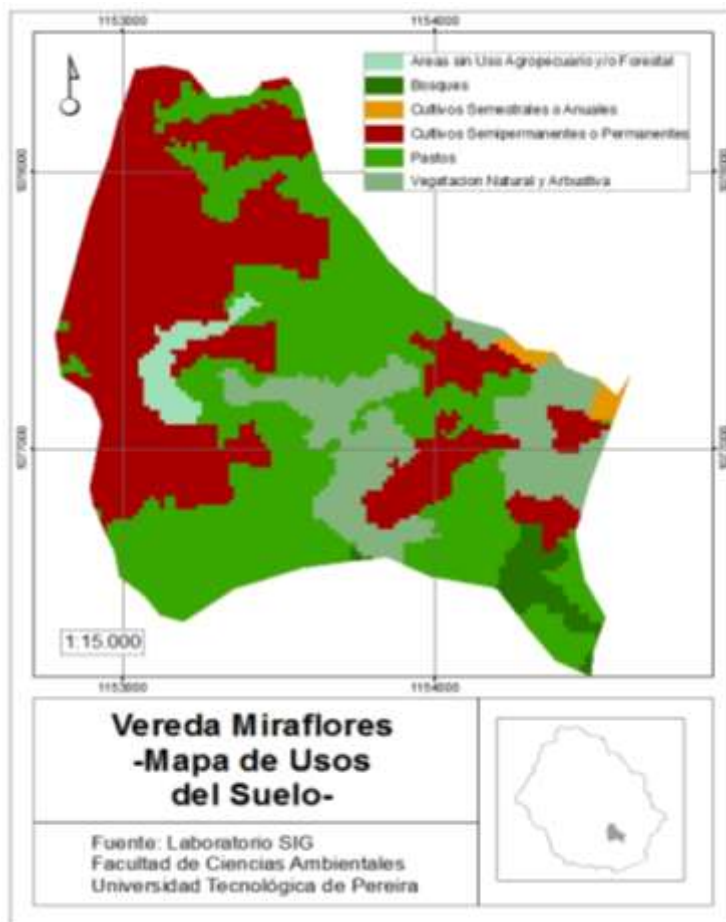 1153000 1154000
Areas sin Uso Agropecuario y/o Forestal
Bosques
Cultivos Semestrales o Anuales
Cultivos Semipermanentes o Permanentes
Pastos
Vegetacion Natural y Arbustiva
1:15.000
1153000 1154000
Vereda Miraflores
-Mapa de Usos
del Suelo-
Fuente: Laboratorio SIG
Facultad de Ciencias Ambientales
Universidad Tecnológica de Pereira